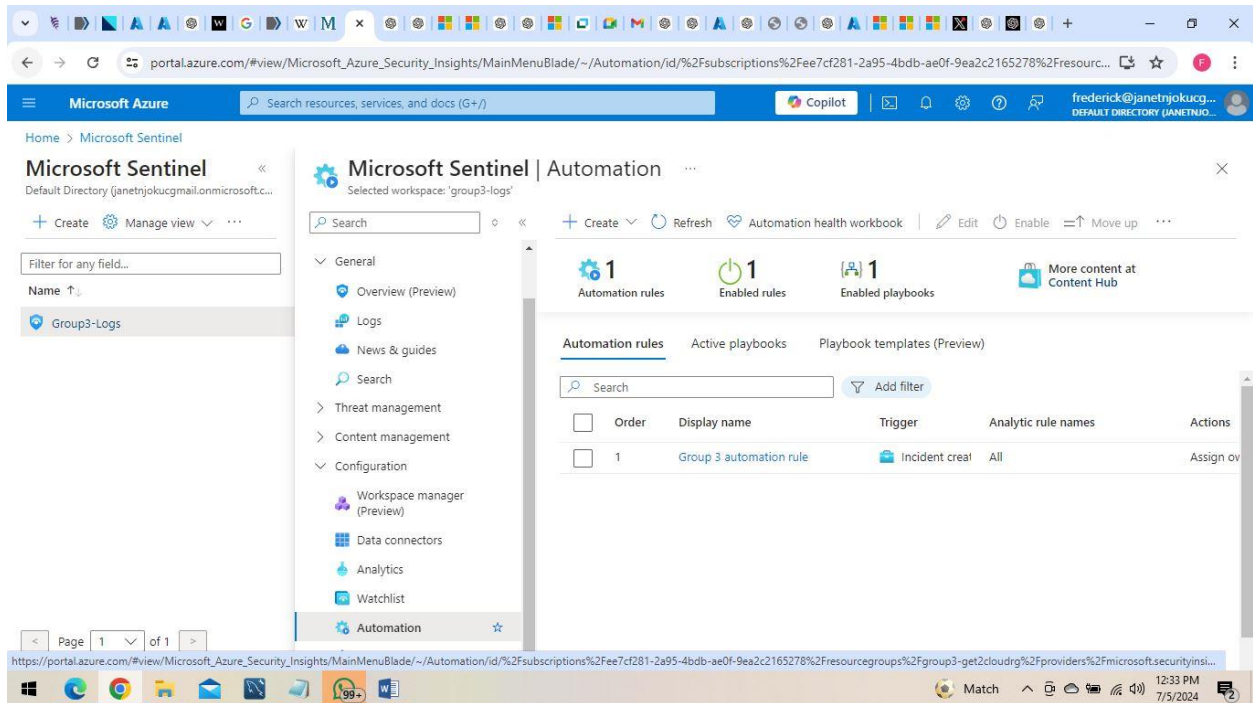 portal.azure.com/#view/Microsoft_Azure_Security_Insights/MainMenuBlade/~/Automation/id/%2Fsubscriptions%2Fee7cf281-2a95-4bdb-ae0f-9ea2c2165278%2Fresourc...
Microsoft Azure
Search resources, services, and docs (G+/)
Copilot
frederick@janetnjokucg...
DEFAULT DIRECTORY (JANETNJO...
Home > Microsoft Sentinel
Microsoft Sentinel
Default Directory (janetnjokucgmail.onmicrosoft.c...
+ Create Manage view ...
Filter for any field...
Name ↑↓
Group3-Logs
< Page 1 of 1 >
Microsoft Sentinel | Automation ...
Selected workspace: 'group3-logs'
Search
General
Overview (Preview)
Logs
News & guides
Search
Threat management
Content management
Configuration
Workspace manager
(Preview)
Data connectors
Analytics
Watchlist
Automation
+ Create Refresh Automation health workbook Edit Enable Move up ...
1
Automation rules
1
Enabled rules
1
Enabled playbooks
More content at
Content Hub
Automation rules Active playbooks Playbook templates (Preview)
Search Add filter
Order Display name Trigger Analytic rule names Actions
1 Group 3 automation rule Incident creat All Assign ov
https://portal.azure.com/#view/Microsoft_Azure_Security_Insights/MainMenuBlade/~/Automation/id/%2Fsubscriptions%2Fee7cf281-2a95-4bdb-ae0f-9ea2c2165278%2Fresourcegroups%2Fgroup3-get2cloudrg%2Fproviders%2Fmicrosoft.securityinsi...
99+
Match
12:33 PM
7/5/2024
2